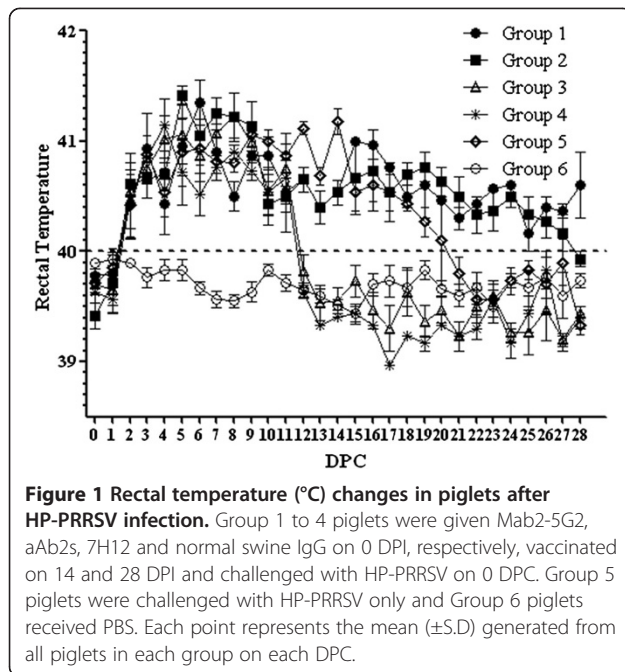 42
41
40
39
Rectal Temperature
Group 1
Group 2
Group 3
Group 4
Group 5
Group 6
0 1 2 3 4 5 6 7 8 9 10 11 12 13 14 15 16 17 18 19 20 21 22 23 24 25 26 27 28
DPC
Figure 1 Rectal temperature (°C) changes in piglets after
HP-PRRSV infection. Group 1 to 4 piglets were given Mab2-5G2,
aAb2s, 7H12 and normal swine IgG on 0 DPI, respectively, vaccinated
on 14 and 28 DPI and challenged with HP-PRRSV on 0 DPC. Group 5
piglets were challenged with HP-PRRSV only and Group 6 piglets
received PBS. Each point represents the mean (±S.D) generated from
all piglets in each group on each DPC.